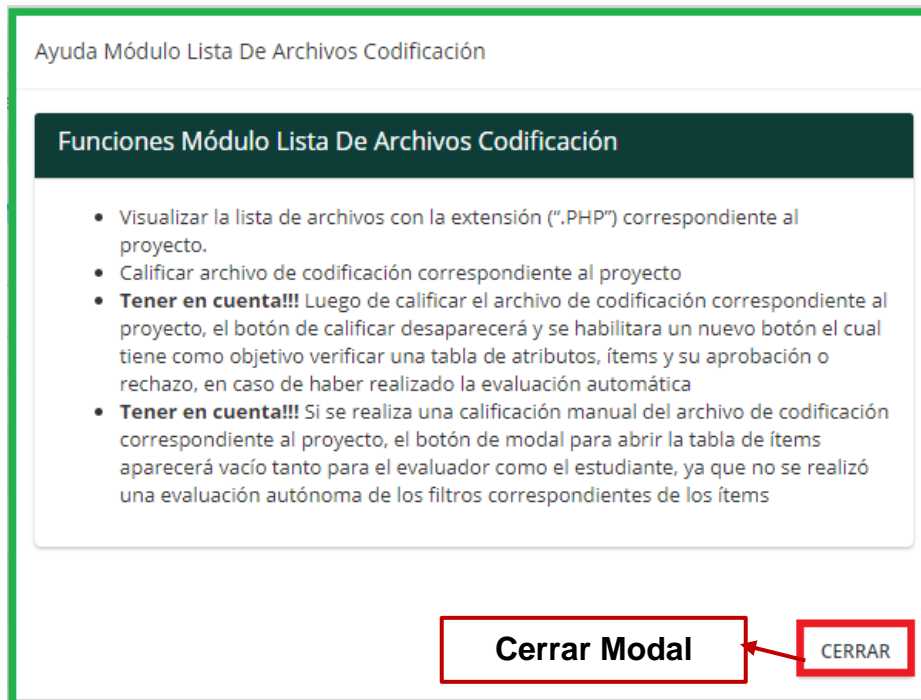 Ayuda Módulo Lista De Archivos Codificación
Funciones Módulo Lista De Archivos Codificación
• Visualizar la lista de archivos con la extensión (“.PHP”) correspondiente al
proyecto.
• Calificar archivo de codificación correspondiente al proyecto
• Tener en cuenta!!! Luego de calificar el archivo de codificación correspondiente al
proyecto, el botón de calificar desaparecerá y se habilitara un nuevo botón el cual
tiene como objetivo verificar una tabla de atributos, ítems y su aprobación o
rechazo, en caso de haber realizado la evaluación automática
• Tener en cuenta!!! Si se realiza una calificación manual del archivo de codificación
correspondiente al proyecto, el botón de modal para abrir la tabla de ítems
aparecerá vacío tanto para el evaluador como el estudiante, ya que no se realizó
una evaluación autónoma de los filtros correspondientes de los ítems
Cerrar Modal
CERRAR